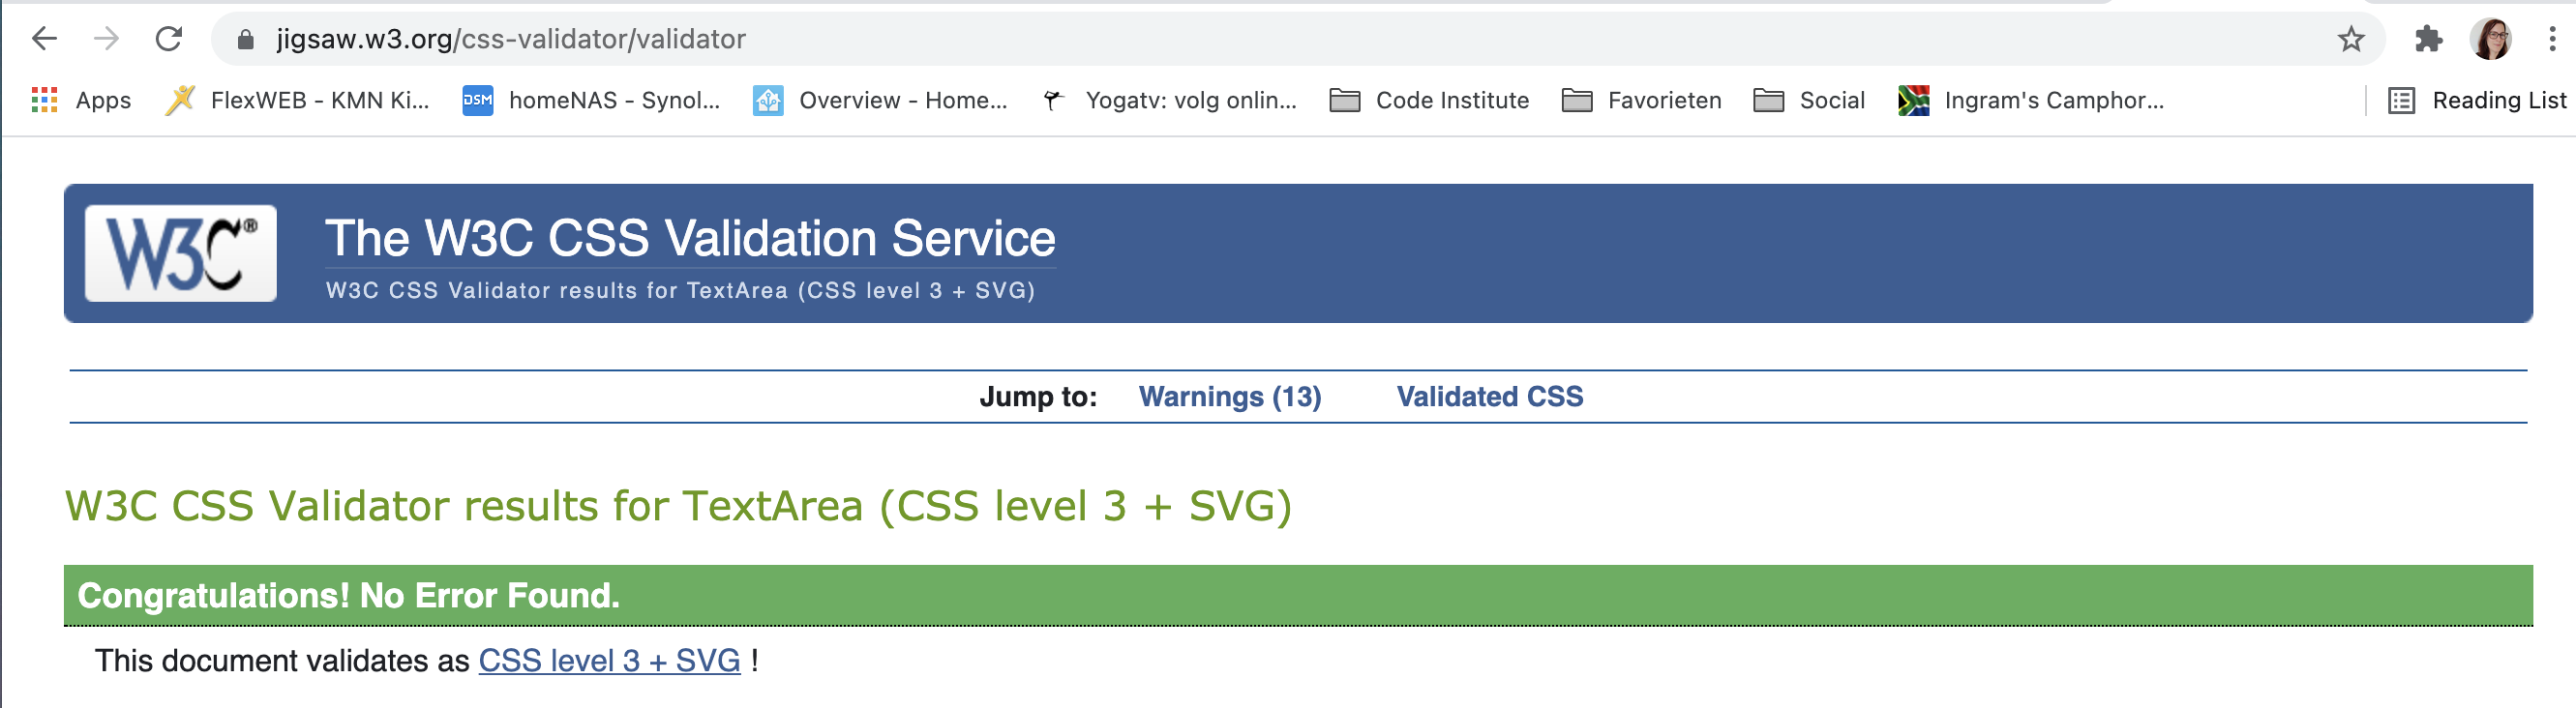 jigsaw.w3.org/css-validator/validator
Apps FlexWEB - KMN Ki... DSM homeNAS - Synol... Overview - Home... Yogatv: volg onlin... Code Institute Favorieten Social Ingram's Camphor... Reading List
W3C® The W3C CSS Validation Service
W3C CSS Validator results for TextArea (CSS level 3 + SVG)
Jump to: Warnings (13) Validated CSS
W3C CSS Validator results for TextArea (CSS level 3 + SVG)
Congratulations! No Error Found.
This document validates as CSS level 3 + SVG !